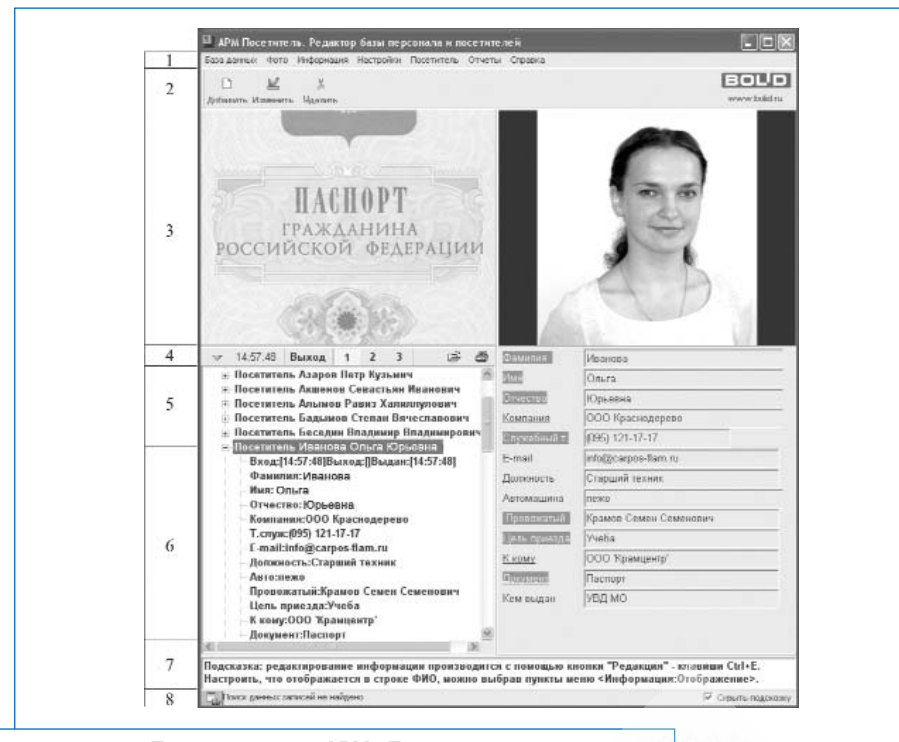 АРМ Посетитель. Редактор базы персонала и посетителей
1
База данных Фото Информация Настройки Посетитель Отчеты Справка
2
Добавить Изменить Удалить
BOLID
www.bolid.ru
3
ПАСПОРТ
ГРАЖДАНИНА
РОССИЙСКОЙ ФЕДЕРАЦИИ
4
14:57:48 Выход 1 2 3
5
Посетитель Азаров Петр Кузьмич
Посетитель Акшенов Севастьян Иванович
Посетитель Алымов Равиз Халиллулович
Посетитель Бадымов Степан Вячеславович
Посетитель Беседин Владимир Владимирович
6
Посетитель Иванова Ольга Юрьевна
Вход:[14:57:48]Выход:[]Выдан:[14:57:48]
Фамилия:Иванова
Имя:Ольга
Отчество:Юрьевна
Компания:ООО Краснодерево
Т.служ:(095) 121-17-17
E-mail:info@carpos-flam.ru
Должность:Старший техник
Авто:пежо
Провожатый:Крамов Семен Семенович
Цель приезда:Учеба
К кому:ООО 'Крамцентр'
Документ:Паспорт
Фамилия Иванова
Имя Ольга
Отчество Юрьевна
Компания ООО Краснодерево
Служебный т. (095) 121-17-17
E-mail info@carpos-flam.ru
Должность Старший техник
Автомашина пежо
Провожатый Крамов Семен Семенович
Цель приезда Учеба
К кому ООО 'Крамцентр'
Документ Паспорт
Кем выдан УВД МО
7
Подсказка: редактирование информации производится с помощью кнопки "Редакция" - клавиши Ctrl+E.
Настроить, что отображается в строке ФИО, можно выбрав пункты меню <Информация:Отображение>.
8
Поиск данных: записей не найдено
Скрыть подсказку